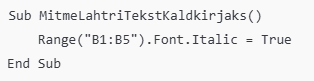 Sub MitmeLahtriTekstKaldkirjaks()
    Range("B1:B5").Font.Italic = True
End Sub